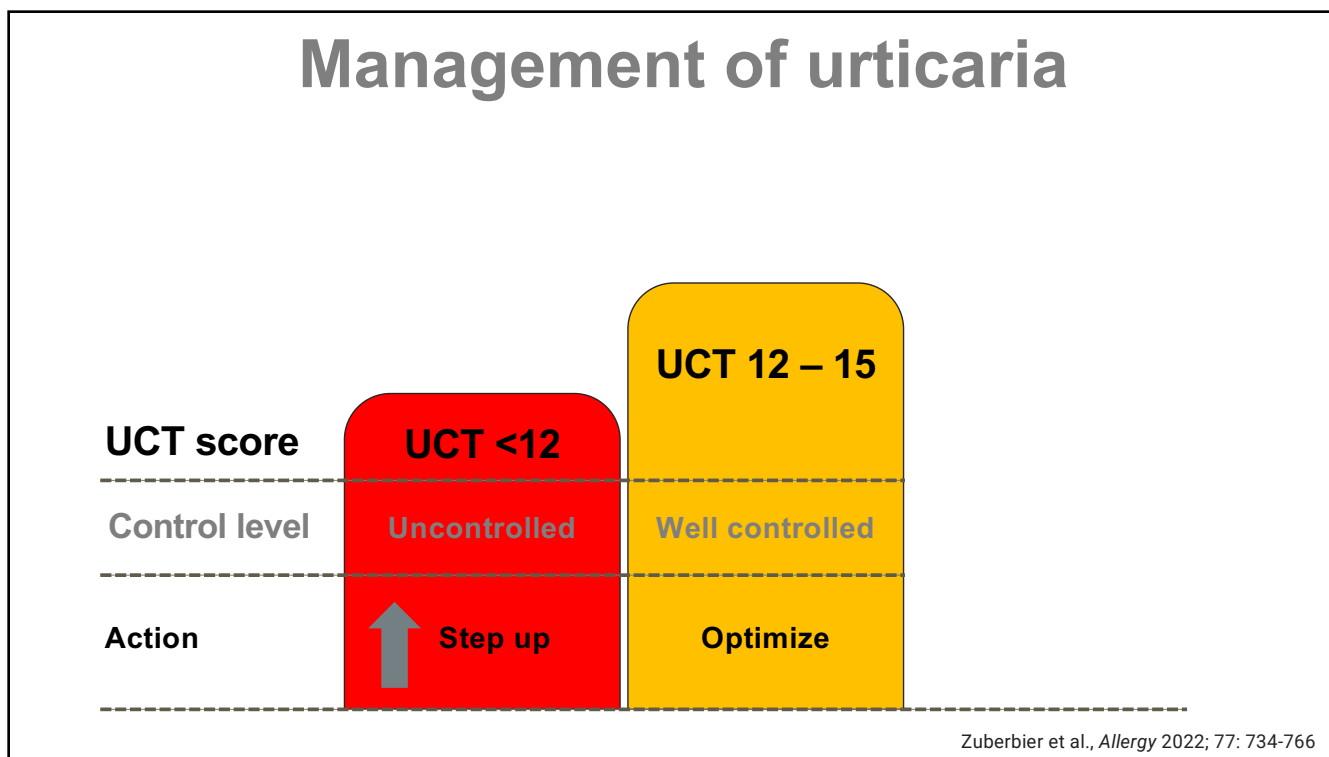 Management of urticaria
UCT 12 – 15
UCT score UCT <12
Control level Uncontrolled Well controlled
Action Step up Optimize
Zuberbier et al., Allergy 2022; 77: 734-766